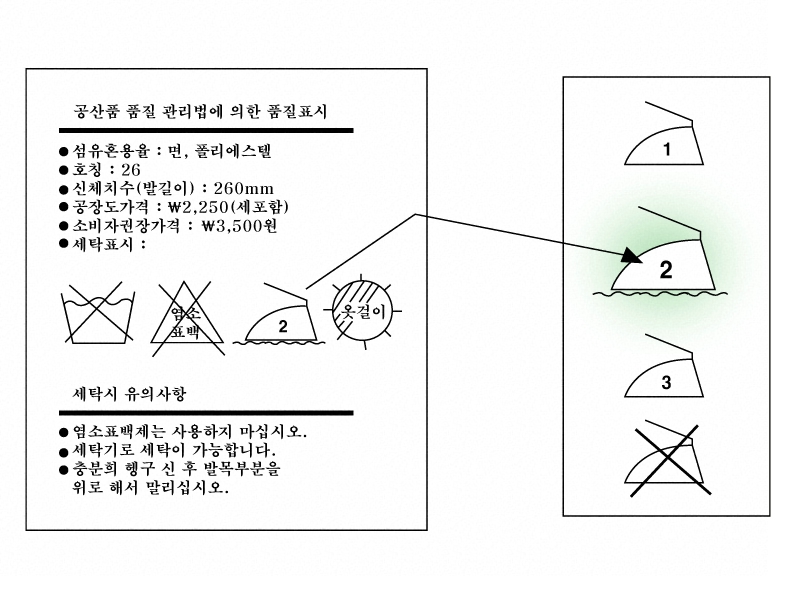 공산품 품질 관리법에 의한 품질표시
●섬유혼용율 : 면, 폴리에스텔
●호칭 : 26
●신체치수(발길이) : 260mm
●공장도가격 : ₩2,250(세포함)
●소비자권장가격 : ₩3,500원
●세탁표시 :
염소
표백
2
옷걸이
세탁시 유의사항
●염소표백제는 사용하지 마십시오.
●세탁기로 세탁이 가능합니다.
●충분희 헹구 신 후 발목부분을
위로 해서 말리십시오.
1
2
3